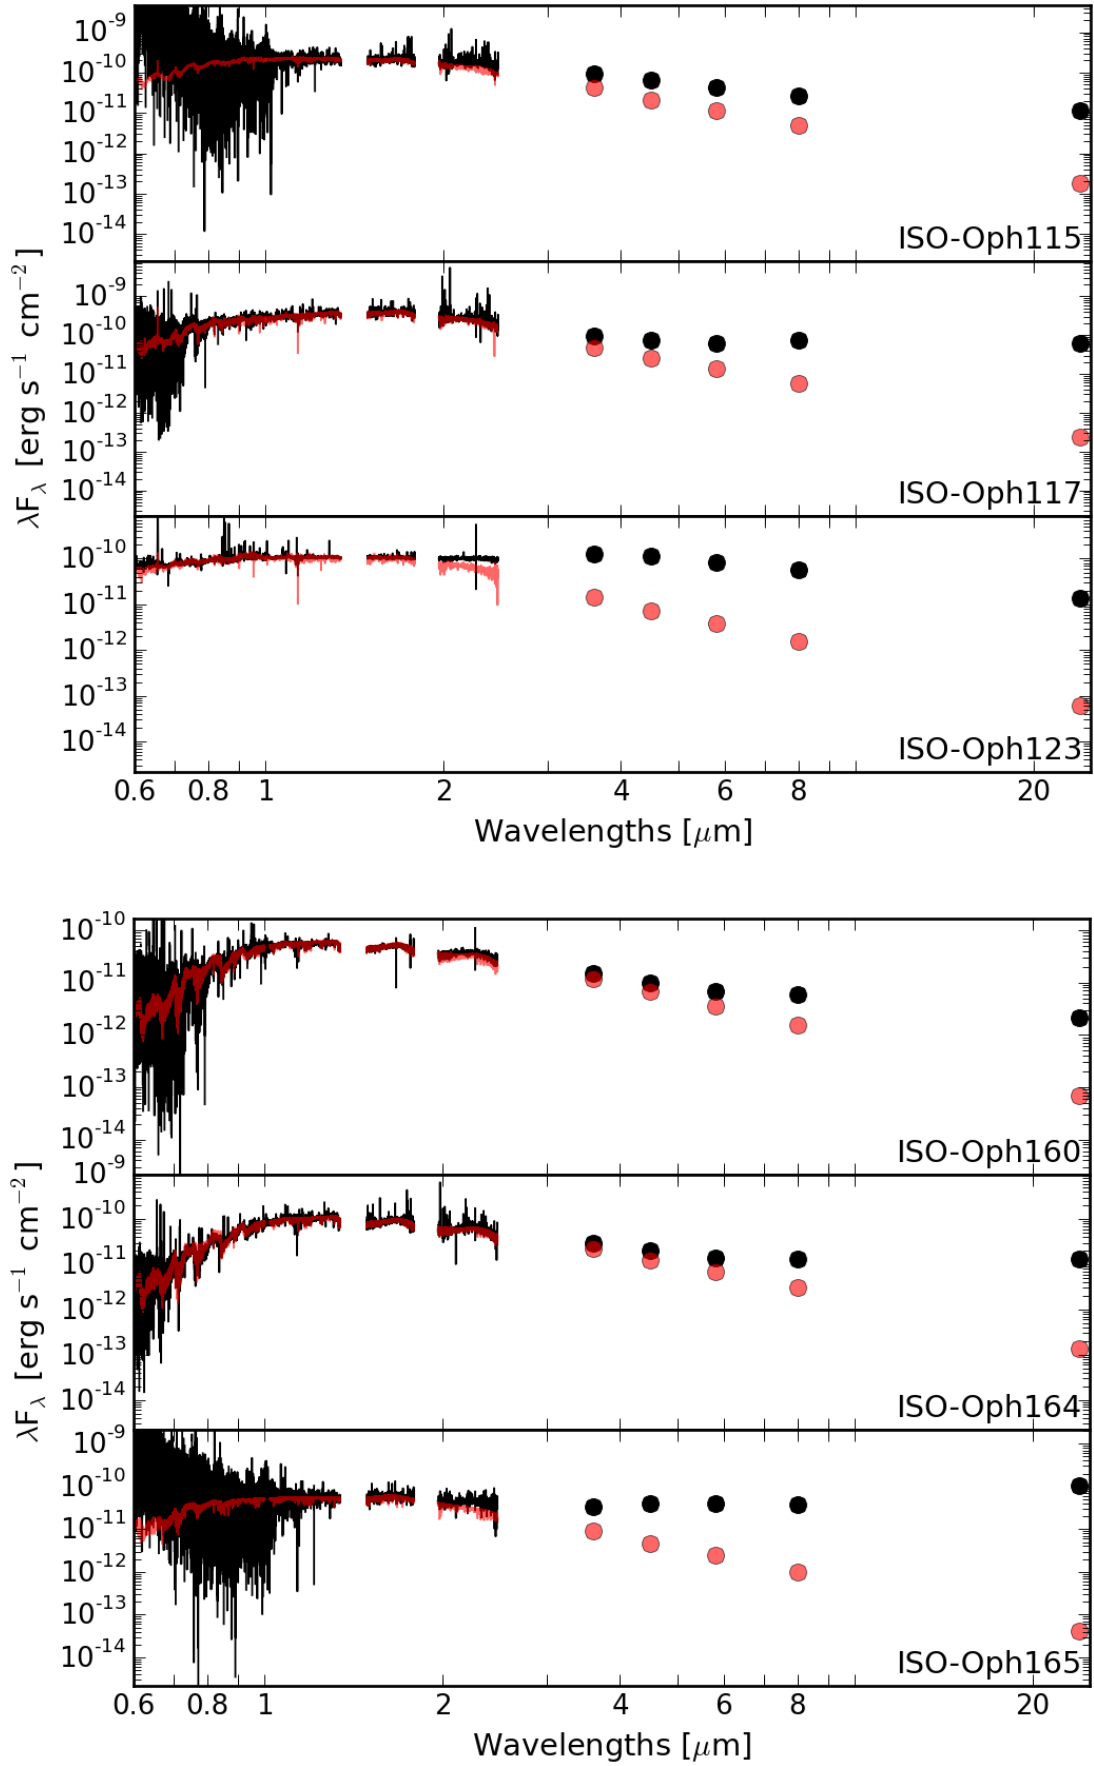 10⁻⁹
10⁻¹⁰
10⁻¹¹
10⁻¹²
10⁻¹³
10⁻¹⁴
ISO-Oph115
10⁻⁹
10⁻¹⁰
10⁻¹¹
10⁻¹²
10⁻¹³
10⁻¹⁴
ISO-Oph117
λF_λ [erg s⁻¹ cm⁻²]
10⁻¹⁰
10⁻¹¹
10⁻¹²
10⁻¹³
10⁻¹⁴
ISO-Oph123
0.6 0.8 1 2 4 6 8 20
Wavelengths [μm]
10⁻¹⁰
10⁻¹¹
10⁻¹²
10⁻¹³
10⁻¹⁴
ISO-Oph160
10⁻⁹
10⁻¹⁰
10⁻¹¹
10⁻¹²
10⁻¹³
10⁻¹⁴
ISO-Oph164
λF_λ [erg s⁻¹ cm⁻²]
10⁻⁹
10⁻¹⁰
10⁻¹¹
10⁻¹²
10⁻¹³
10⁻¹⁴
ISO-Oph165
0.6 0.8 1 2 4 6 8 20
Wavelengths [μm]